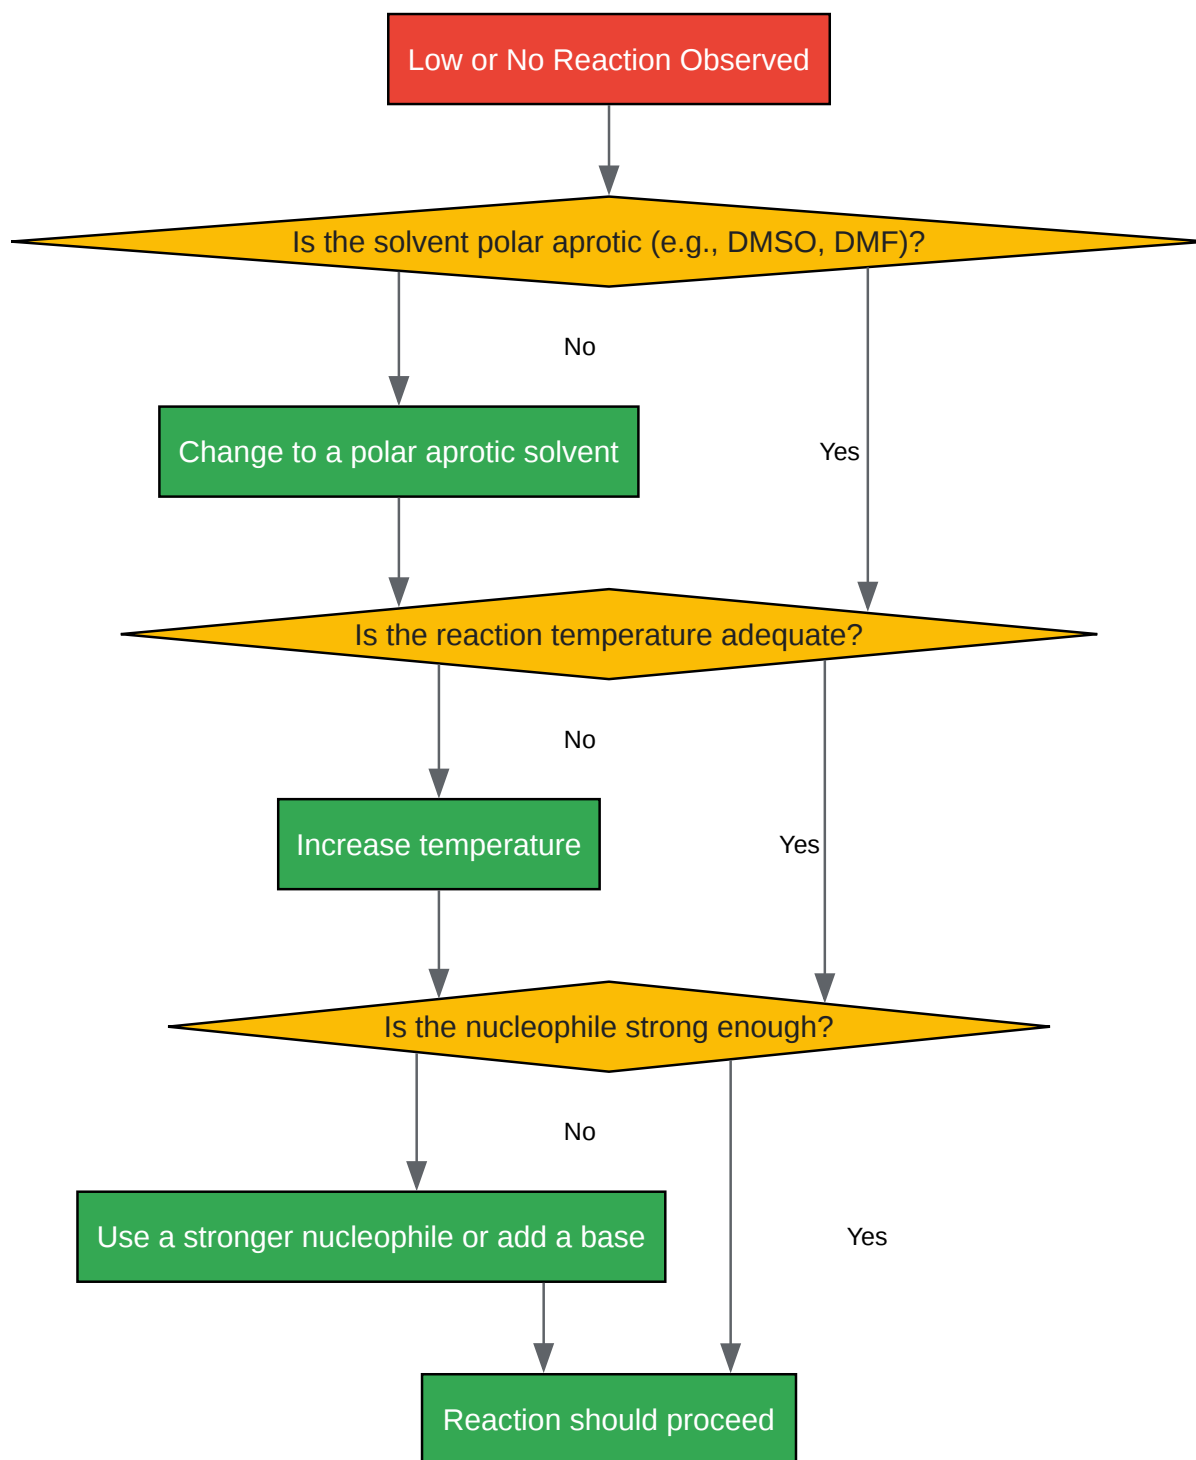 Low or No Reaction Observed
Is the solvent polar aprotic (e.g., DMSO, DMF)?
No
Change to a polar aprotic solvent
Yes
Is the reaction temperature adequate?
No
Increase temperature
Yes
Is the nucleophile strong enough?
No
Use a stronger nucleophile or add a base
Yes
Reaction should proceed